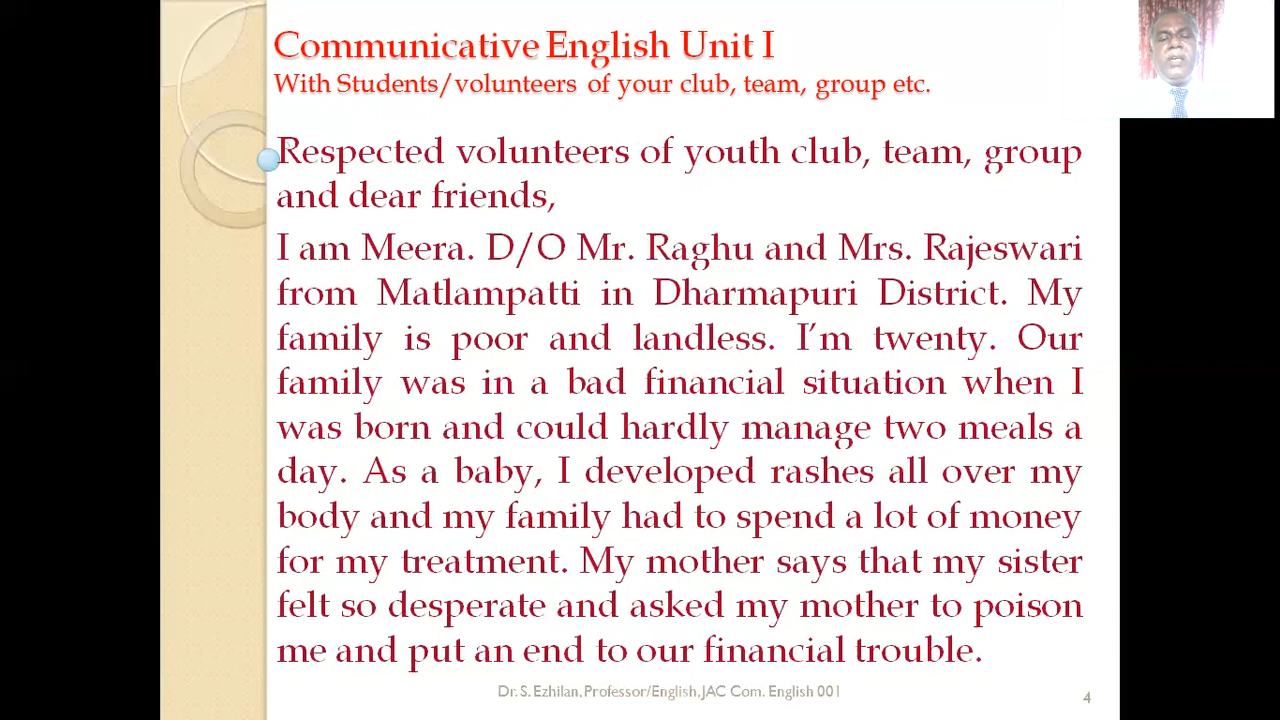 Communicative English Unit I
With Students/volunteers of your club, team, group etc.
Respected volunteers of youth club, team, group
and dear friends,
I am Meera. D/O Mr. Raghu and Mrs. Rajeswari
from Matlampatti in Dharmapuri District. My
family is poor and landless. I'm twenty. Our
family was in a bad financial situation when I
was born and could hardly manage two meals a
day. As a baby, I developed rashes all over my
body and my family had to spend a lot of money
for my treatment. My mother says that my sister
felt so desperate and asked my mother to poison
me and put an end to our financial trouble.
Dr. S. Ezhilan, Professor/English, JAC Com. English 001
4